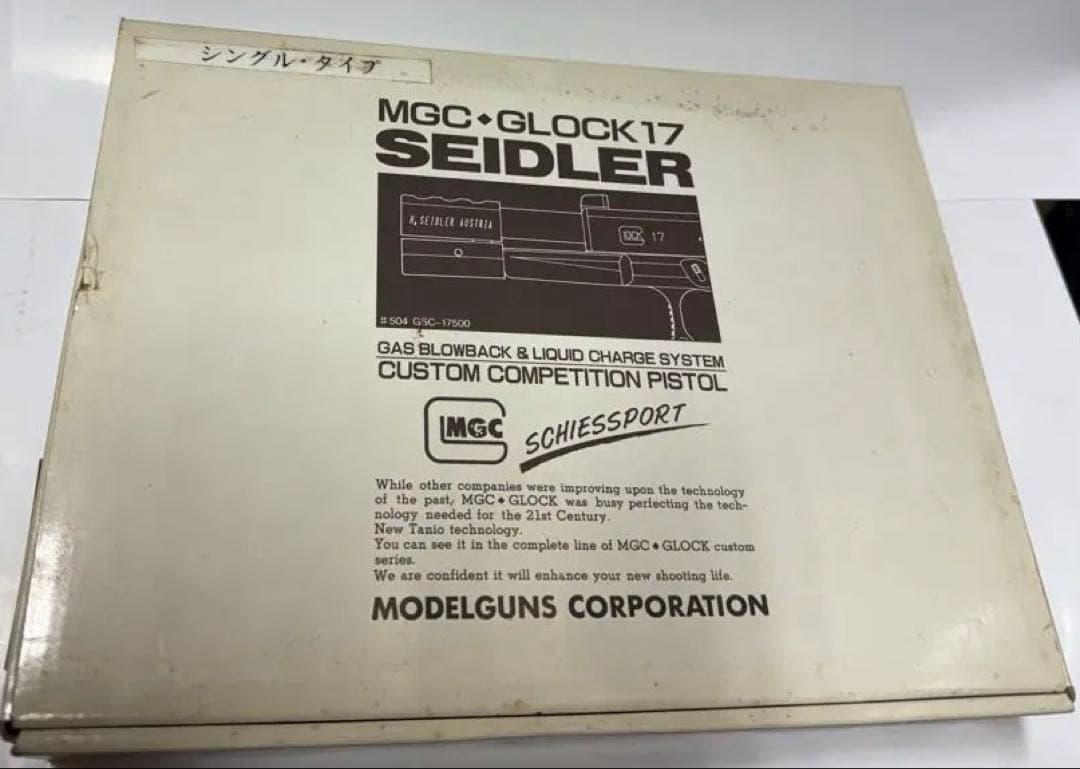 シングル・タイプ
MGC◆GLOCK17
SEIDLER
K, SEIDLER AUSTRIA
GLOCK 17
#504 GSC-17500
GAS BLOWBACK & LIQUID CHARGE SYSTEM
CUSTOM COMPETITION PISTOL
MGC SCHIESSPORT
While other companies were improving upon the technology
of the past, MGC◆GLOCK was busy perfecting the tech-
nology needed for the 21st Century.
New Tanio technology.
You can see it in the complete line of MGC◆GLOCK custom
series.
We are confident it will enhance your new shooting life.
MODELGUNS CORPORATION